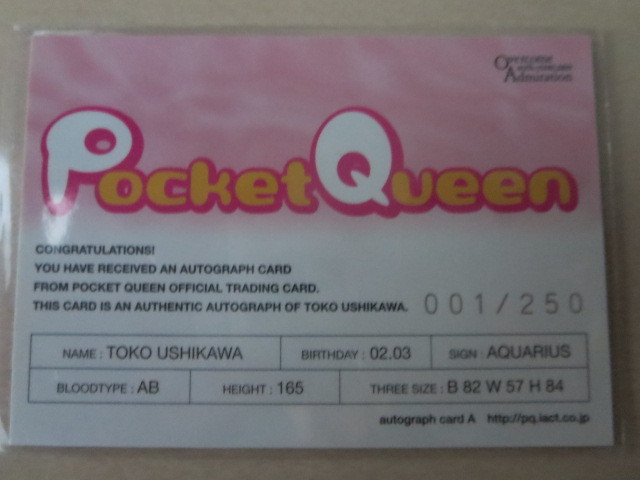 Admiration
Pocket Queen
CONGRATULATIONS!
YOU HAVE RECEIVED AN AUTOGRAPH CARD
FROM POCKET QUEEN OFFICIAL TRADING CARD.
THIS CARD IS AN AUTHENTIC AUTOGRAPH OF TOKO USHIKAWA. 001/250
NAME : TOKO USHIKAWA BIRTHDAY : 02.03 SIGN : AQUARIUS
BLOODTYPE : AB HEIGHT : 165 THREE SIZE : B 82 W 57 H 84
autograph card A http://pq.iact.co.jp